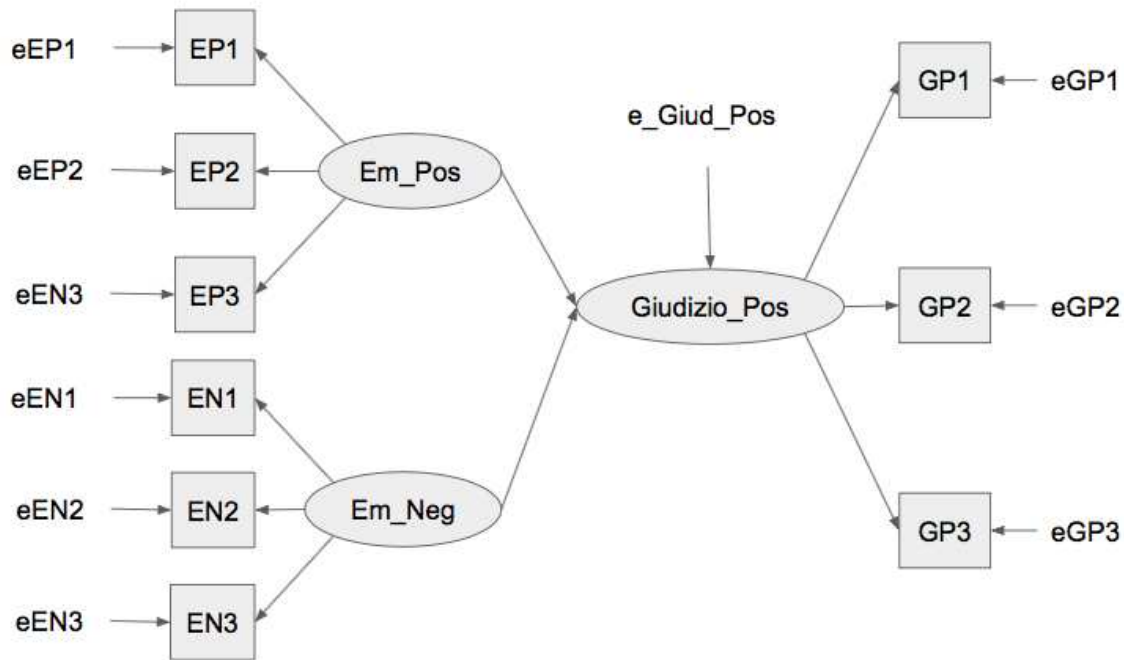 eEP1
EP1
eEP2
EP2
eEN3
EP3
Em_Pos
eEN1
EN1
eEN2
EN2
eEN3
EN3
Em_Neg
e_Giud_Pos
Giudizio_Pos
GP1
eGP1
GP2
eGP2
GP3
eGP3